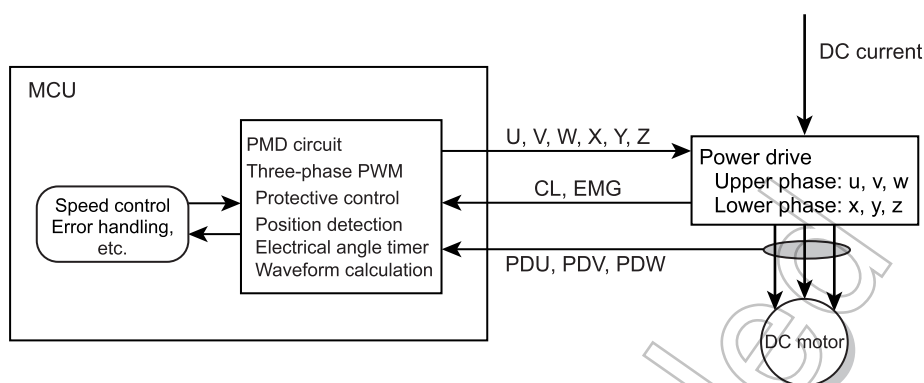 DC current
MCU
PMD circuit
Three-phase PWM
Protective control
Position detection
Electrical angle timer
Waveform calculation
Speed control
Error handling,
etc.
U, V, W, X, Y, Z
CL, EMG
PDU, PDV, PDW
Power drive
Upper phase: u, v, w
Lower phase: x, y, z
DC motor